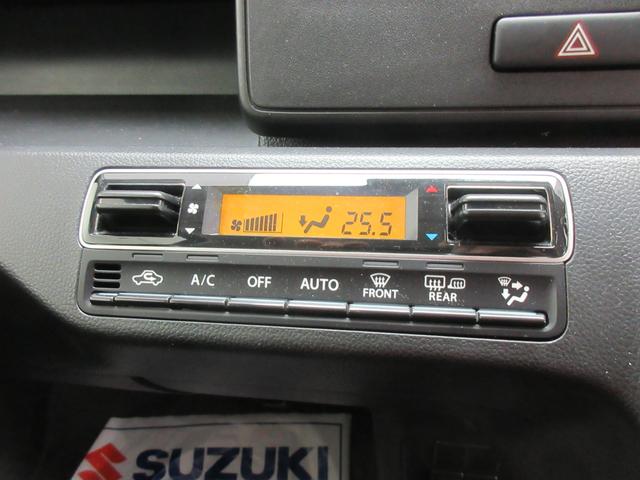 25.5
A/C OFF AUTO FRONT REAR
SUZUKI